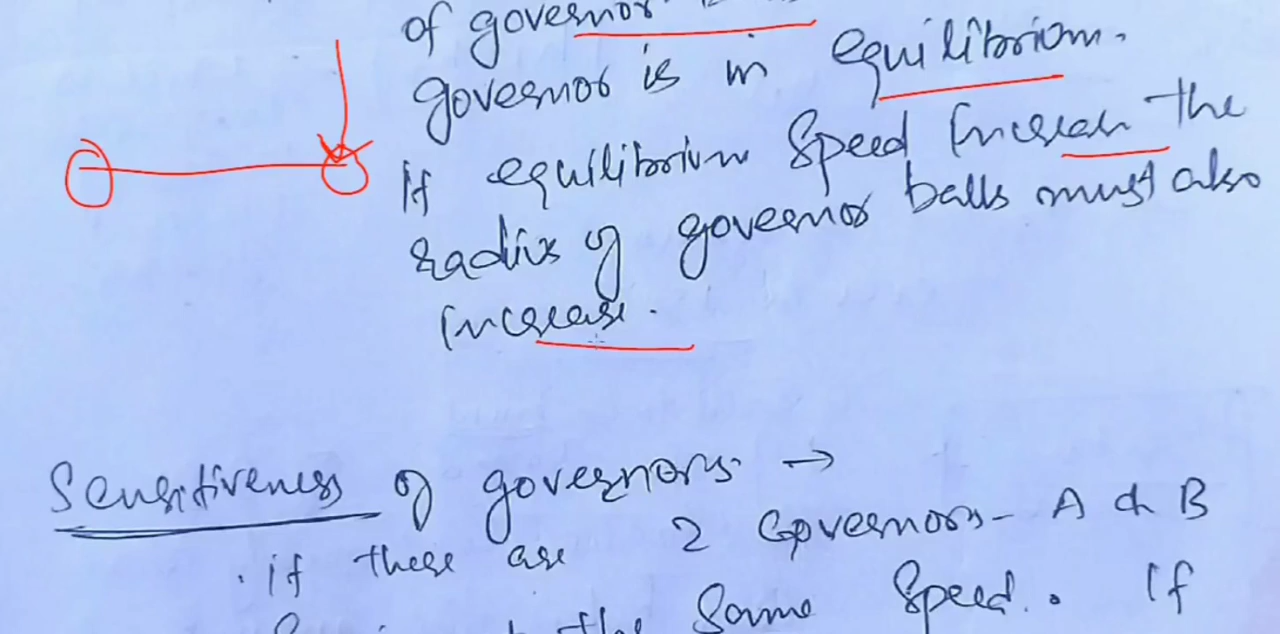 of governor
governor is in equilibrium.
If equilibrium speed increase the
radius of governor balls must also
increase.
Sensitiveness of governors →
. if there are 2 Governors - A & B
the same speed. If